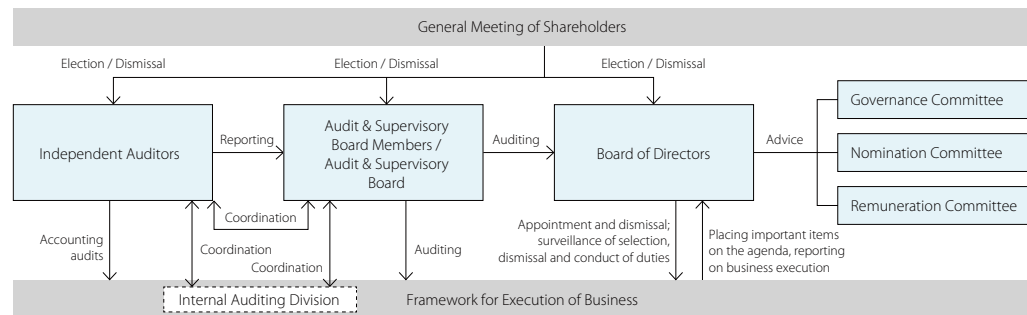 General Meeting of Shareholders
Election / Dismissal
Election / Dismissal
Election / Dismissal
Independent Auditors
Reporting
Audit & Supervisory
Board Members /
Audit & Supervisory
Board
Auditing
Board of Directors
Advice
Governance Committee
Nomination Committee
Remuneration Committee
Coordination
Accounting
audits
Coordination
Coordination
Auditing
Appointment and dismissal;
surveillance of selection,
dismissal and conduct of duties
Placing important items
on the agenda, reporting
on business execution
Internal Auditing Division
Framework for Execution of Business